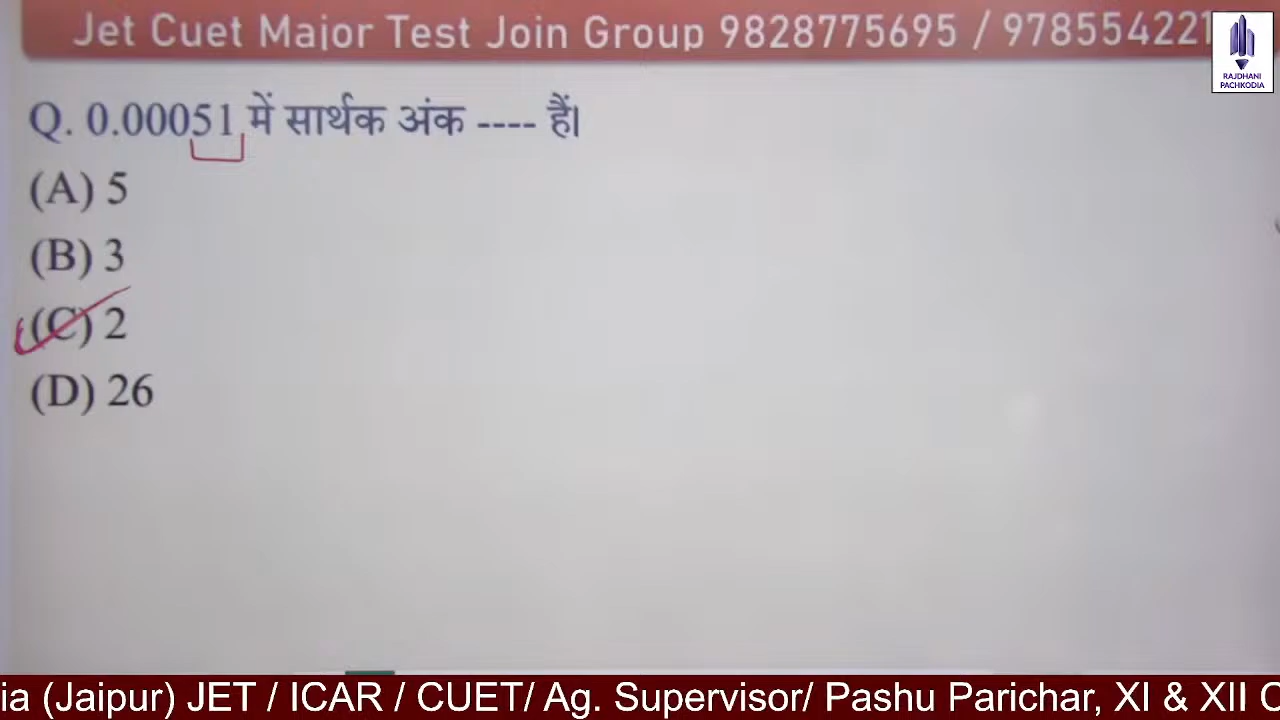 Jet Cuet Major Test Join Group 9828775695 / 978554221
RAJDHANI
PACHKODIA
Q. 0.00051 में सार्थक अंक ---- हैं।
(A) 5
(B) 3
(C) 2
(D) 26
ia (Jaipur) JET / ICAR / CUET/ Ag. Supervisor/ Pashu Parichar, XI & XII C